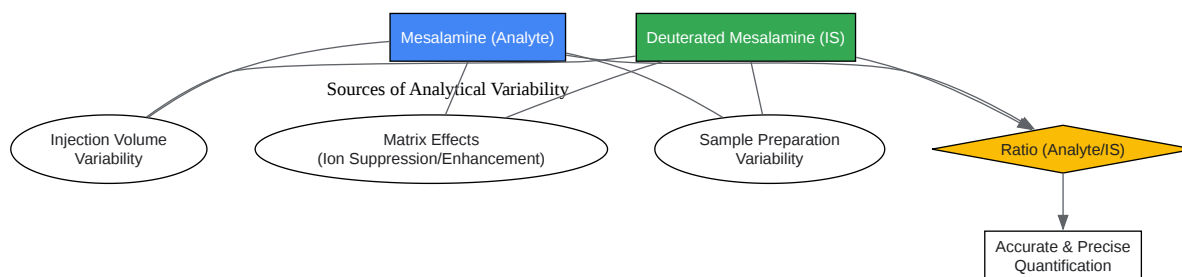 Mesalamine (Analyte)
Deuterated Mesalamine (IS)
Sources of Analytical Variability
Injection Volume
Variability
Matrix Effects
(Ion Suppression/Enhancement)
Sample Preparation
Variability
Ratio (Analyte/IS)
Accurate & Precise
Quantification